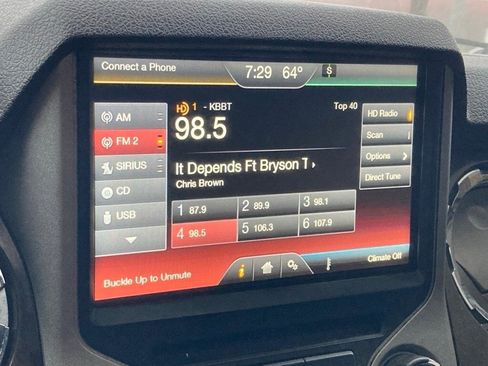 Connect a Phone
7:29 64° $
AM
FM 2
SIRIUS
CD
USB
HD 1 - KBBT
Top 40
98.5
It Depends Ft Bryson T
Chris Brown
1 87.9
2 89.9
3 98.1
4 98.5
5 106.3
6 107.9
HD Radio
Scan
Options
Direct Tune
Buckle Up to Unmute
i
Climate Off